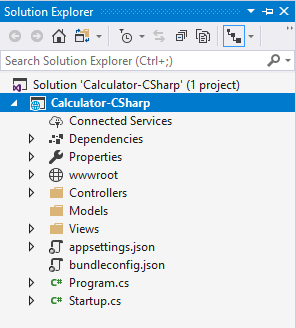 Solution Explorer
Search Solution Explorer (Ctrl+;)
Solution 'Calculator-CSharp' (1 project)
Calculator-CSharp
Connected Services
Dependencies
Properties
wwwroot
Controllers
Models
Views
appsettings.json
bundleconfig.json
C# Program.cs
C# Startup.cs